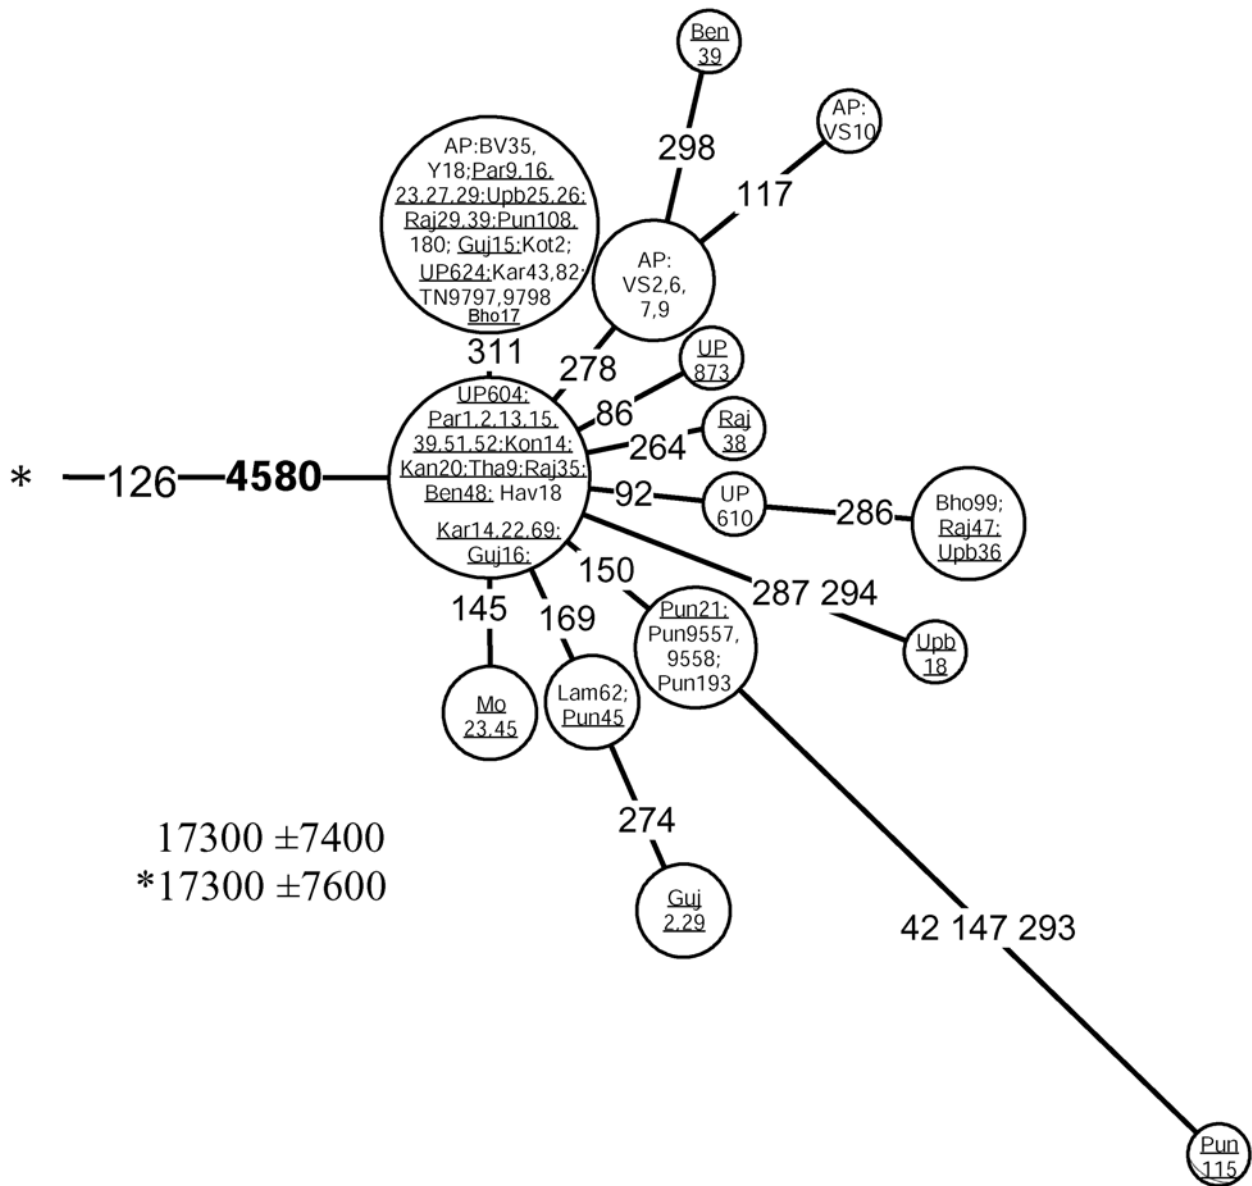 Ben
39
AP:
VS10
298
117
AP:BV35,
Y18;Par9,16,
23,27,29;Upb25,26;
Raj29,39;Pun108,
180; Guj15;Kot2;
UP624;Kar43,82;
TN9797,9798
Bho17
AP:
VS2,6,
7,9
311
278
UP
873
86
UP604;
Par1,2,13,15,
39,51,52;Kon14;
Kan20;Tha9;Raj35;
Ben48; Hav18
Kar14,22,69;
Guj16;
Raj
38
264
* 126 4580
92
UP
610
286
Bho99;
Raj47;
Upb36
150
287 294
145
169
Pun21;
Pun9557,
9558;
Pun193
Upb
18
Mo
23,45
Lam62;
Pun45
274
17300 ±7400
*17300 ±7600
Guj
2,29
42 147 293
Pun
115